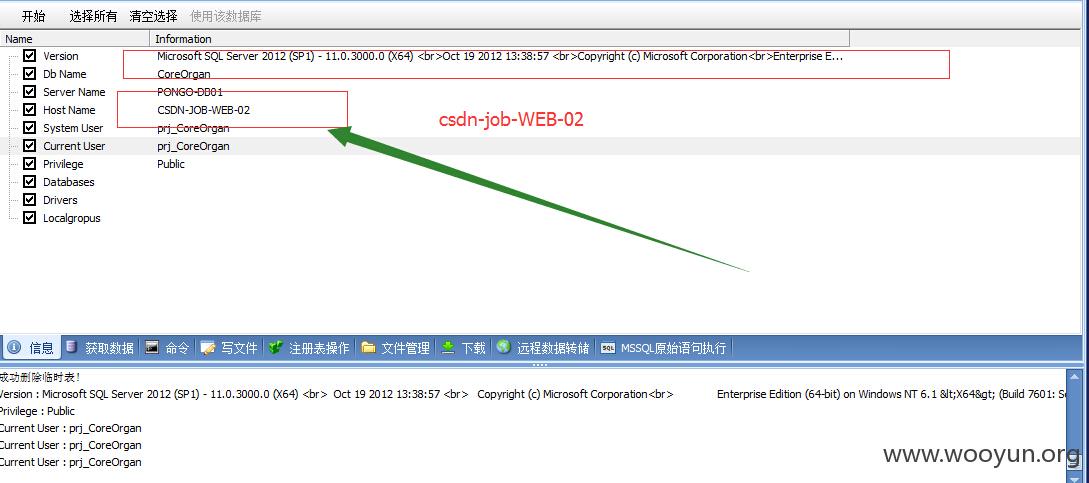 开始 选择所有 清空选择 使用该数据库
Name Information
Version Microsoft SQL Server 2012 (SP1) - 11.0.3000.0 (X64) <br>Oct 19 2012 13:38:57 <br>Copyright (c) Microsoft Corporation<br>Enterprise E...
Db Name CoreOrgan
Server Name PONGO-DB01
Host Name CSDN-JOB-WEB-02
csdn-job-WEB-02
System User prj_CoreOrgan
Current User prj_CoreOrgan
Privilege Public
Databases
Drivers
Localgropus
信息 获取数据 命令 写文件 注册表操作 文件管理 下载 远程数据转储 SQL MSSQL原始语句执行
成功删除临时表!
Version : Microsoft SQL Server 2012 (SP1) - 11.0.3000.0 (X64) <br> Oct 19 2012 13:38:57 <br> Copyright (c) Microsoft Corporation<br> Enterprise Edition (64-bit) on Windows NT 6.1 &lt;X64&gt; (Build 7601: Se
Privilege : Public
Current User : prj_CoreOrgan
Current User : prj_CoreOrgan
Current User : prj_CoreOrgan
www.wooyun.org